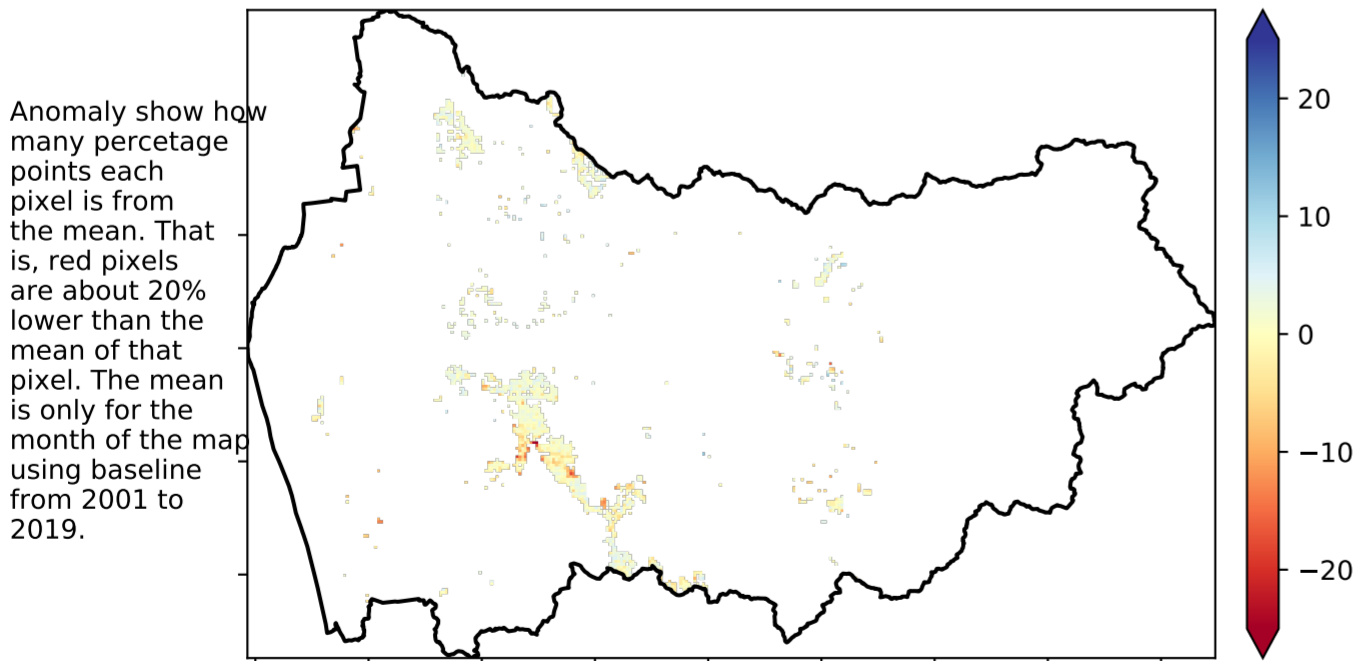 Anomaly show how
many percetage
points each
pixel is from
the mean. That
is, red pixels
are about 20%
lower than the
mean of that
pixel. The mean
is only for the
month of the map
using baseline
from 2001 to
2019.
20
10
0
−10
−20